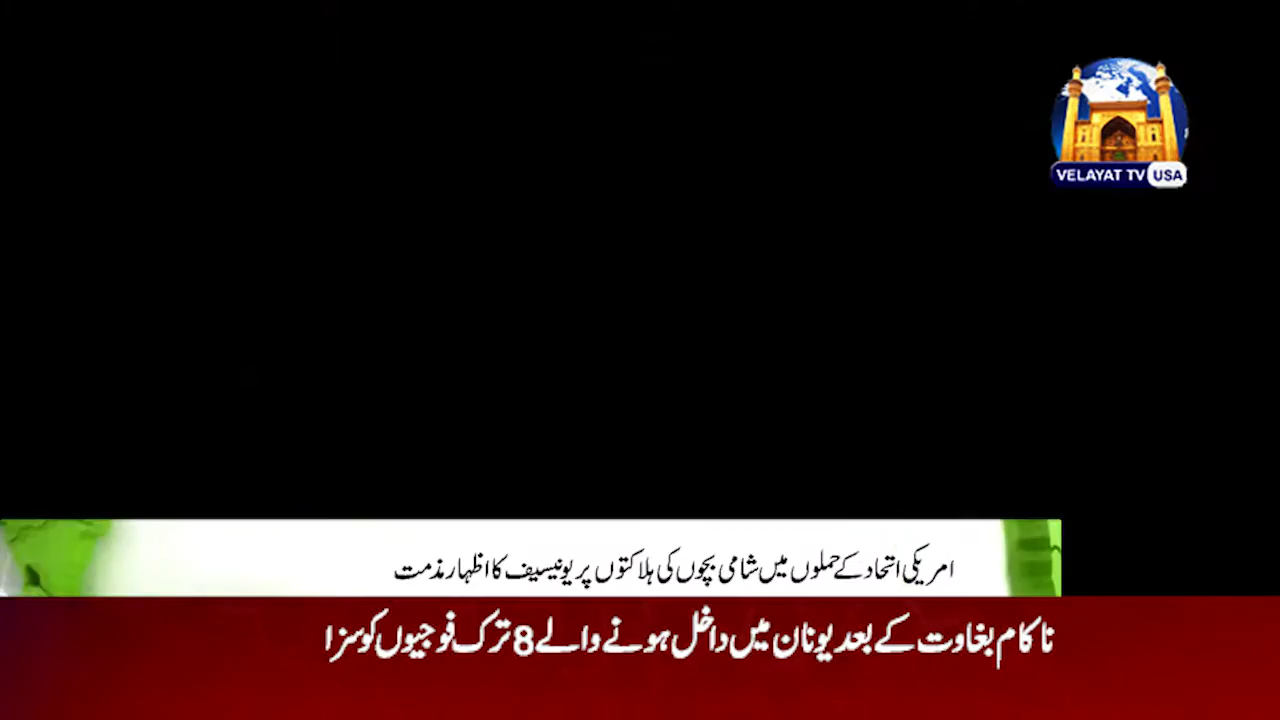 VELAYAT TV USA
امریکی اتحاد کے حملوں میں شامی بچوں کی ہلاکتوں پر یونیسیف کا اظہار مذمت
ناکام بغاوت کے بعد یونان میں داخل ہونے والے 8 ترک فوجیوں کو سزا